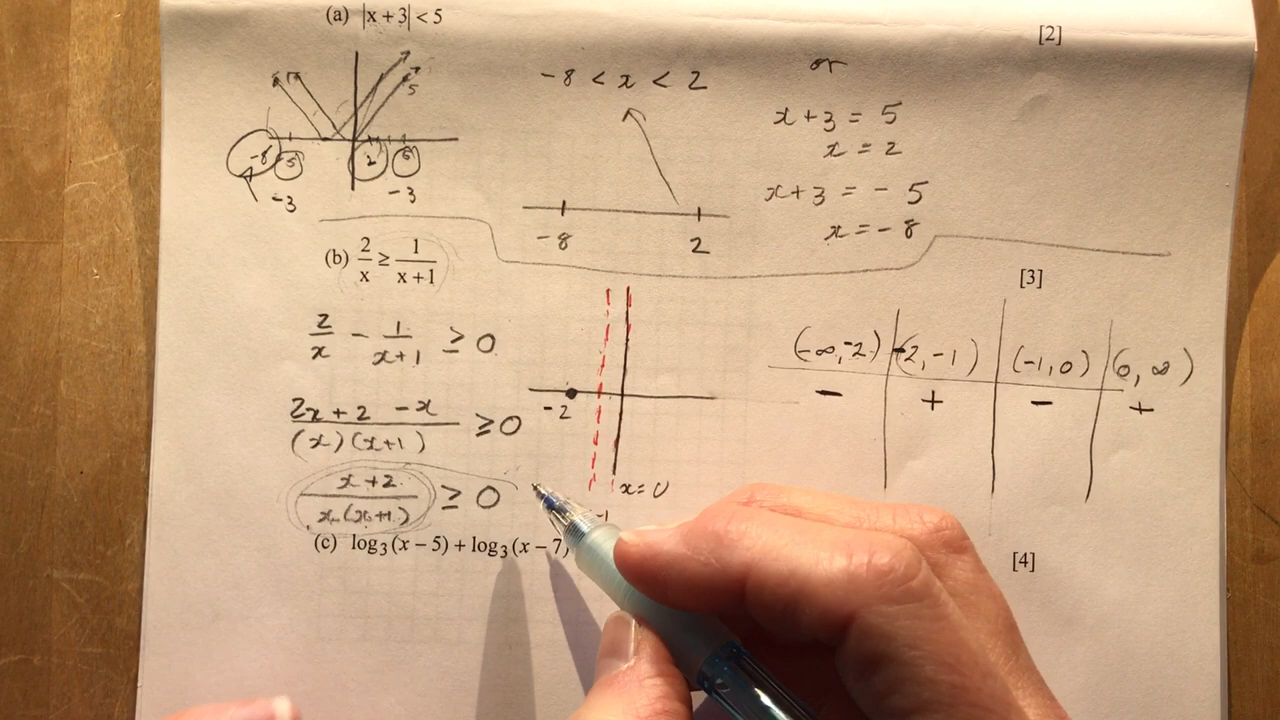 (a) |x + 3| < 5
[2]
5
-8 5 2 6
-3 -3
-8 < x < 2
-8 2
or
x+3 = 5
x = 2
x+3 = - 5
x = - 8
(b) 2/x ≥ 1/(x+1)
[3]
2/x - 1/(x+1) ≥ 0
(2x + 2 - x)/((x)(x+1)) ≥ 0
(x+2)/(x(x+1)) ≥ 0
-2
x = 0
-1
(-∞,-2) (-2, -1) (-1, 0) (0, ∞)
- + - +
(c) log₃(x − 5) + log₃(x − 7)
[4]